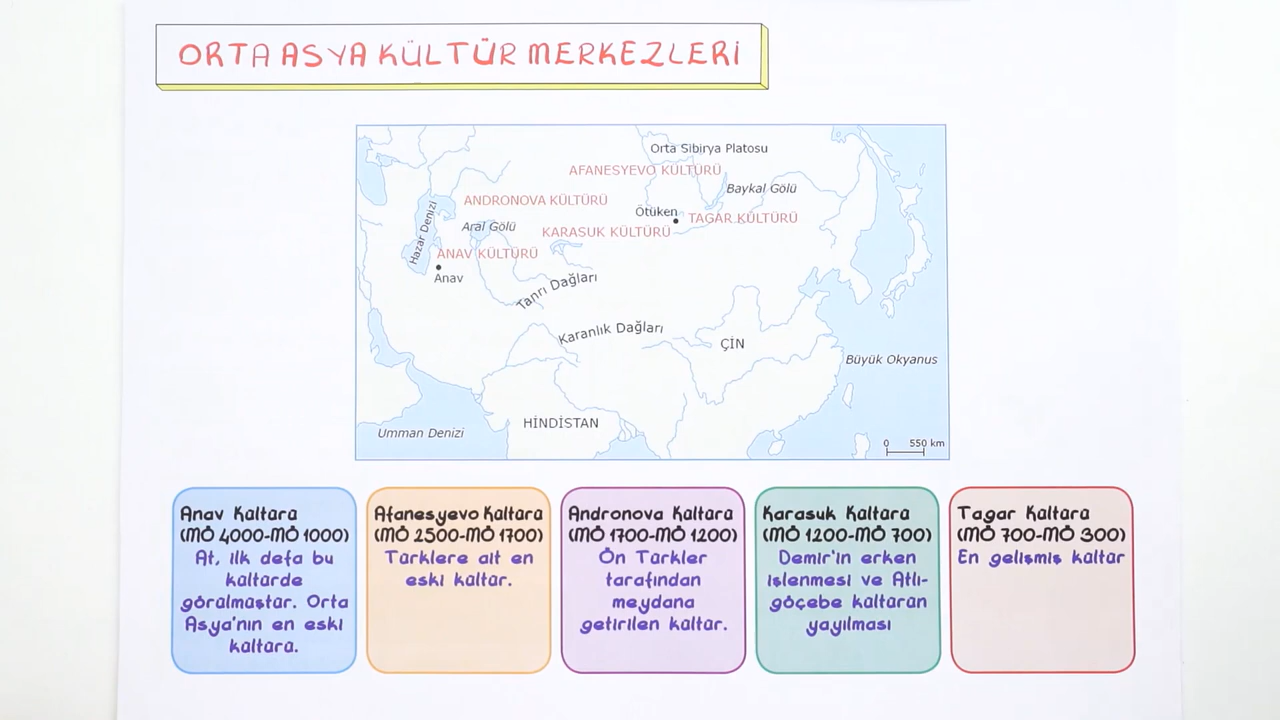 ORTA ASYA KÜLTÜR MERKEZLERİ
Orta Sibirya Platosu
AFANESYEVO KÜLTÜRÜ
Baykal Gölü
ANDRONOVA KÜLTÜRÜ
Ötüken
TAGAR KÜLTÜRÜ
Hazar Denizi
Aral Gölü
KARASUK KÜLTÜRÜ
ANAV KÜLTÜRÜ
Anav
Tanrı Dağları
Karanlık Dağları
ÇİN
Büyük Okyanus
HİNDİSTAN
Umman Denizi
0 550 km
Anav Kültürü
(MÖ 4000-MÖ 1000)
At, ilk defa bu
kültürde
görülmüştür. Orta
Asya'nın en eski
kültürü.
Afanesyevo Kültürü
(MÖ 2500-MÖ 1700)
Türklere ait en
eski kültür.
Andronova Kültürü
(MÖ 1700-MÖ 1200)
Ön Türkler
tarafından
meydana
getirilen kültür.
Karasuk Kültürü
(MÖ 1200-MÖ 700)
Demir'in erken
işlenmesi ve Atlı-
göçebe kültürün
yayılması
Tagar Kültürü
(MÖ 700-MÖ 300)
En gelişmiş kültür